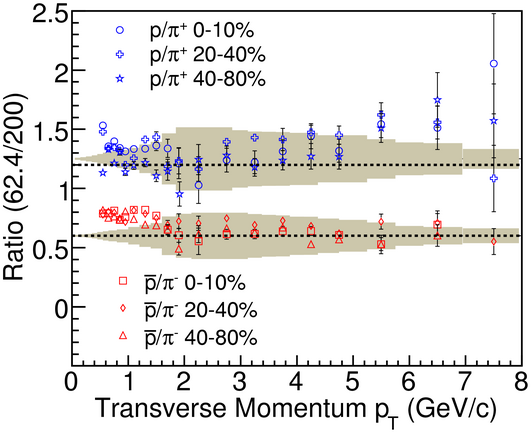 2.5
2
1.5
1
0.5
0
Ratio (62.4/200)
p/π⁺ 0-10%
p/π⁺ 20-40%
p/π⁺ 40-80%
p̅/π⁻ 0-10%
p̅/π⁻ 20-40%
p̅/π⁻ 40-80%
0 1 2 3 4 5 6 7 8
Transverse Momentum p_T (GeV/c)